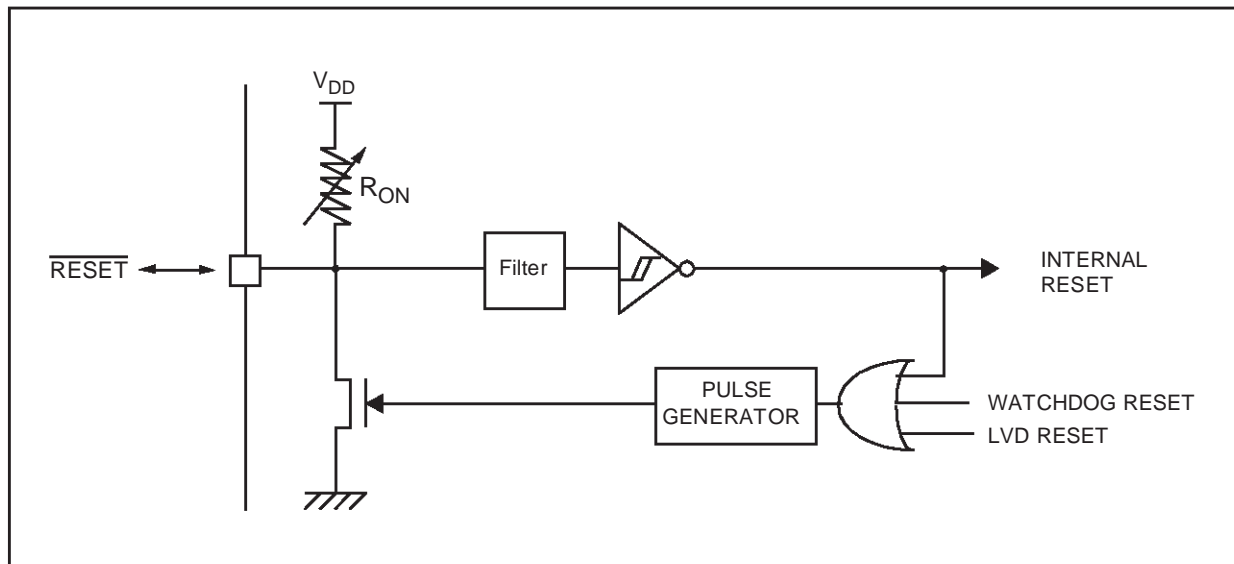 VDD
RON
RESET
Filter
INTERNAL
RESET
PULSE
GENERATOR
WATCHDOG RESET
LVD RESET